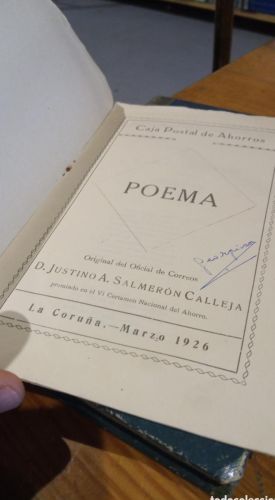 Caja Postal de Ahorros
POEMA
Original del Oficial de Correos
D. JUSTINO A. SALMERÓN CALLEJA
premiado en el VI Certamen Nacional del Ahorro.
La Coruña,—Marzo 1926